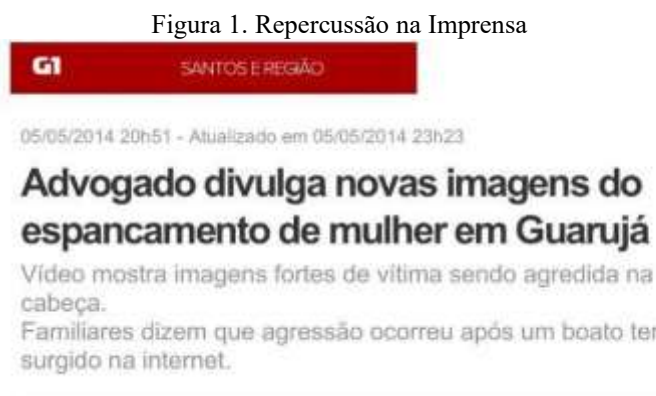 Figura 1. Repercussão na Imprensa
G1 SANTOS E REGIÃO
05/05/2014 20h51 - Atualizado em 05/05/2014 23h23
Advogado divulga novas imagens do
espancamento de mulher em Guarujá
Vídeo mostra imagens fortes de vítima sendo agredida na
cabeça.
Familiares dizem que agressão ocorreu após um boato ter
surgido na internet.